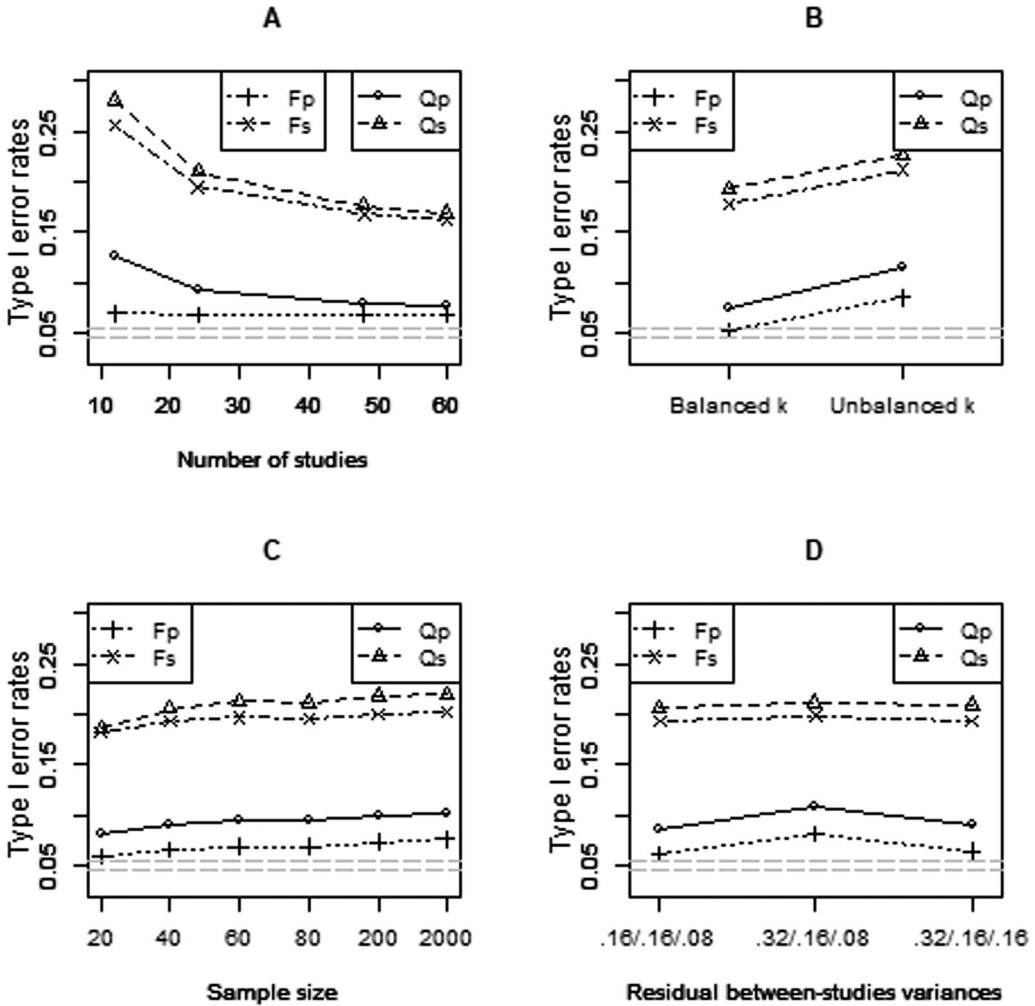 A
Type I error rates
0.05 0.15 0.25
Fp
Fs
Qp
Qs
10 20 30 40 50 60
Number of studies
B
Type I error rates
0.05 0.15 0.25
Fp
Fs
Qp
Qs
Balanced k Unbalanced k
C
Type I error rates
0.05 0.15 0.25
Fp
Fs
Qp
Qs
20 40 60 80 200 2000
Sample size
D
Type I error rates
0.05 0.15 0.25
Fp
Fs
Qp
Qs
.16/.16/.08 .32/.16/.08 .32/.16/.16
Residual between-studies variances